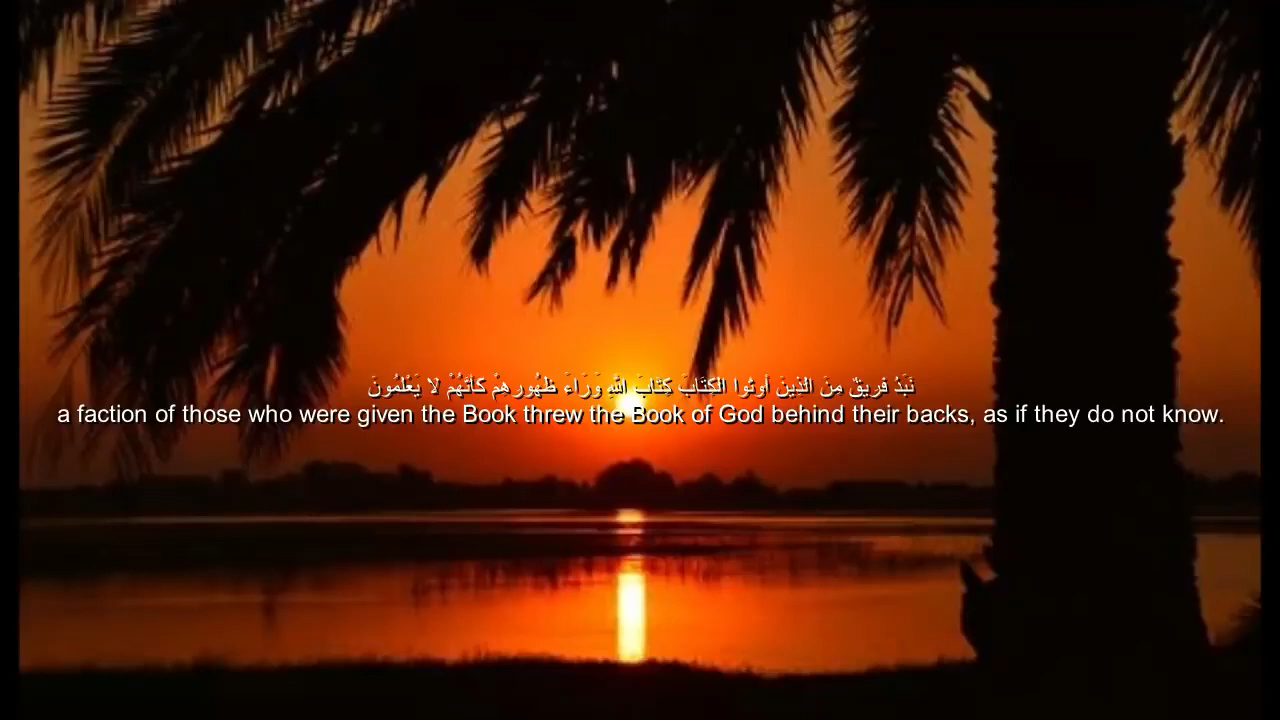 نَبَذَ فَرِيقٌ مِنَ الَّذِينَ أُوتُوا الْكِتَابَ كِتَابَ اللَّهِ وَرَاءَ ظُهُورِهِمْ كَأَنَّهُمْ لَا يَعْلَمُونَ
a faction of those who were given the Book threw the Book of God behind their backs, as if they do not know.